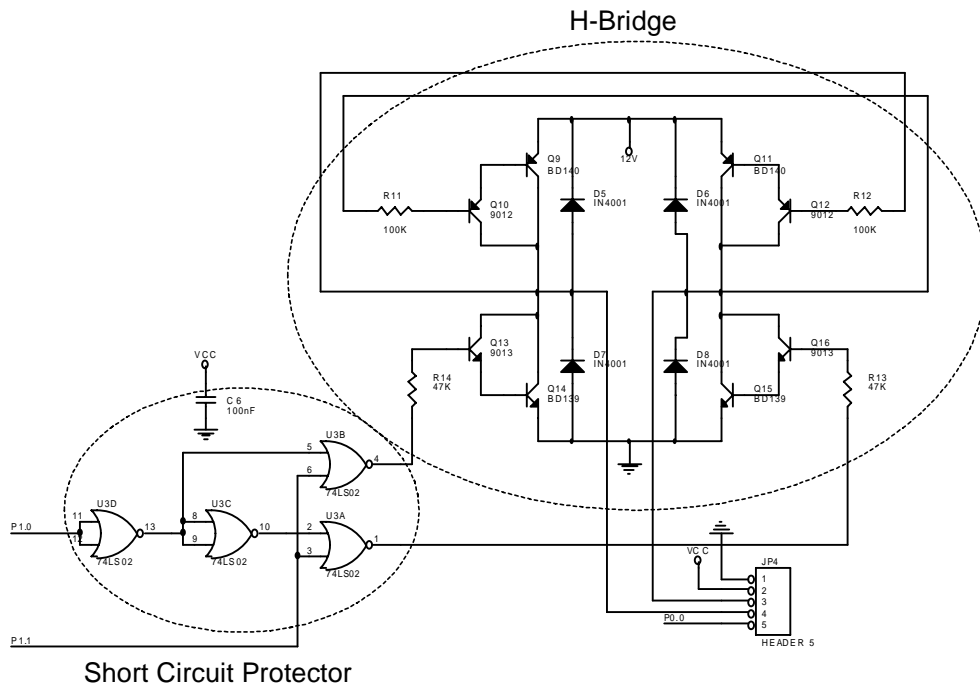 H-Bridge
Q9
BD140
12V
Q11
BD140
D5
IN4001
D6
IN4001
R11
100K
Q10
9012
Q12
9012
R12
100K
Q13
9013
Q16
9013
R14
47K
D7
IN4001
D8
IN4001
R13
47K
Q14
BD139
Q15
BD139
VCC
C6
100nF
U3B
5
6
4
74LS02
U3D
11
12
13
74LS02
U3C
8
9
10
74LS02
U3A
2
3
1
74LS02
P1.0
P1.1
VCC
JP4
1
2
3
4
5
P0.0
HEADER 5
Short Circuit Protector